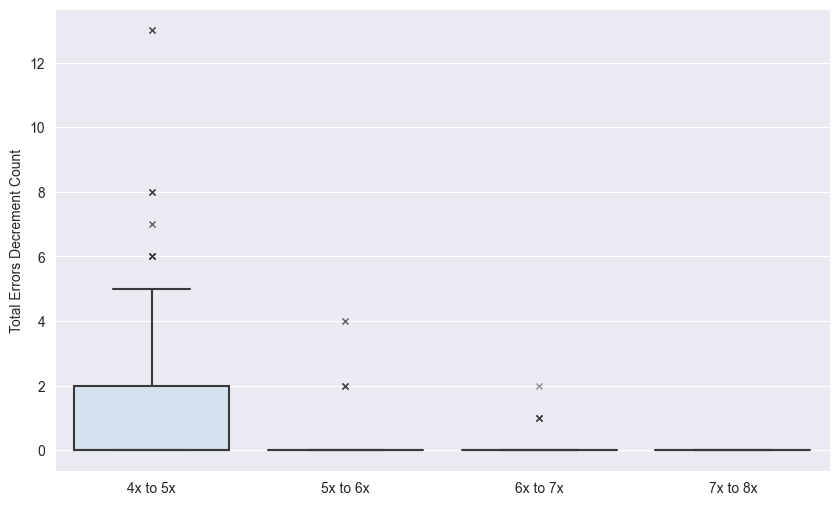 Total Errors Decrement Count
12
10
8
6
4
2
0
4x to 5x
5x to 6x
6x to 7x
7x to 8x